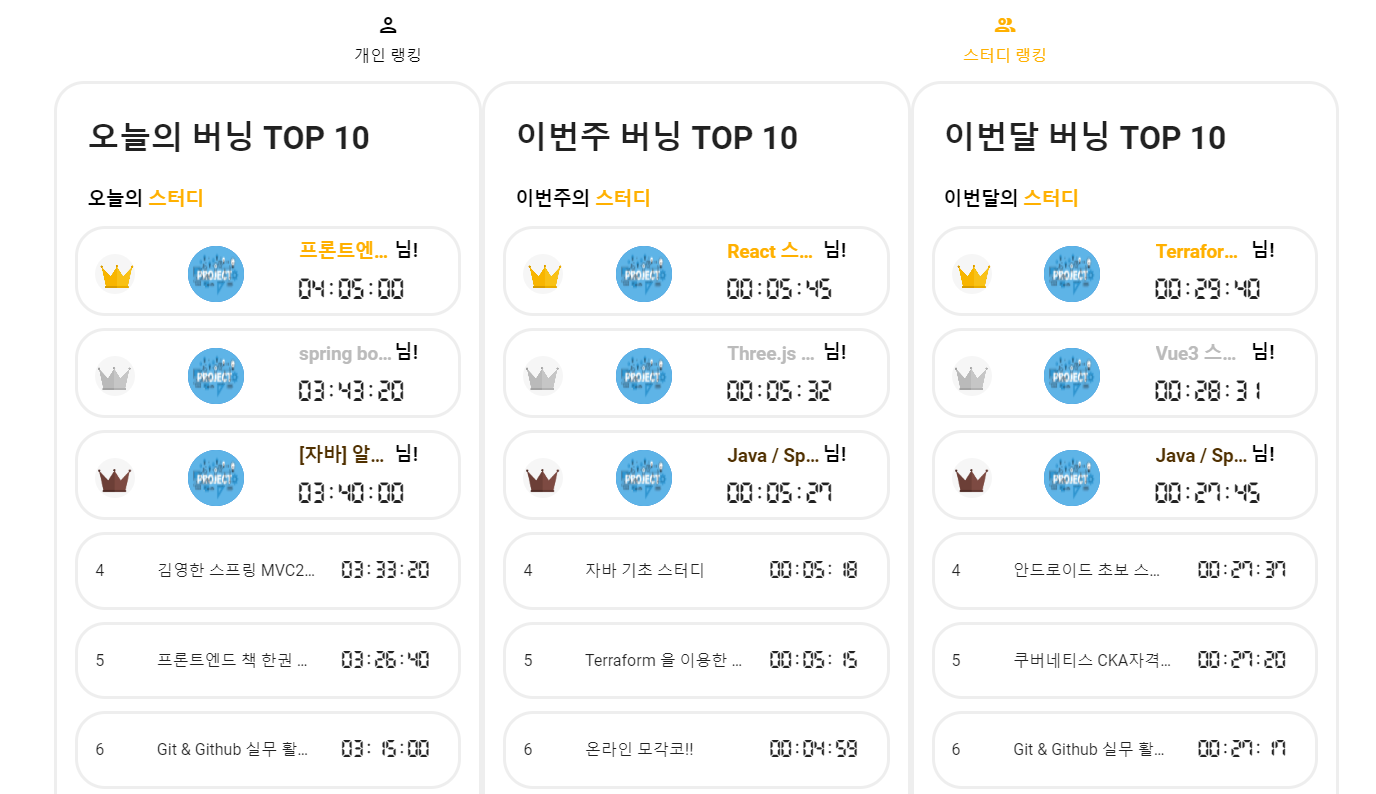 개인 랭킹
스터디 랭킹
오늘의 버닝 TOP 10
오늘의 스터디
프론트엔... 님!
PROJECT
04:05:00
spring bo... 님!
PROJECT
03:43:20
[자바] 알... 님!
PROJECT
03:40:00
4 김영한 스프링 MVC2... 03:33:20
5 프론트엔드 책 한권 ... 03:26:40
6 Git & Github 실무 활... 03:15:00
이번주 버닝 TOP 10
이번주의 스터디
React 스... 님!
PROJECT
00:05:45
Three.js ... 님!
PROJECT
00:05:32
Java / Sp... 님!
PROJECT
00:05:27
4 자바 기초 스터디 00:05:18
5 Terraform 을 이용한 ... 00:05:15
6 온라인 모각코!! 00:04:59
이번달 버닝 TOP 10
이번달의 스터디
Terrafor... 님!
PROJECT
00:29:40
Vue3 스... 님!
PROJECT
00:28:31
Java / Sp... 님!
PROJECT
00:27:45
4 안드로이드 초보 스... 00:27:37
5 쿠버네티스 CKA자격... 00:27:20
6 Git & Github 실무 활... 00:27:17